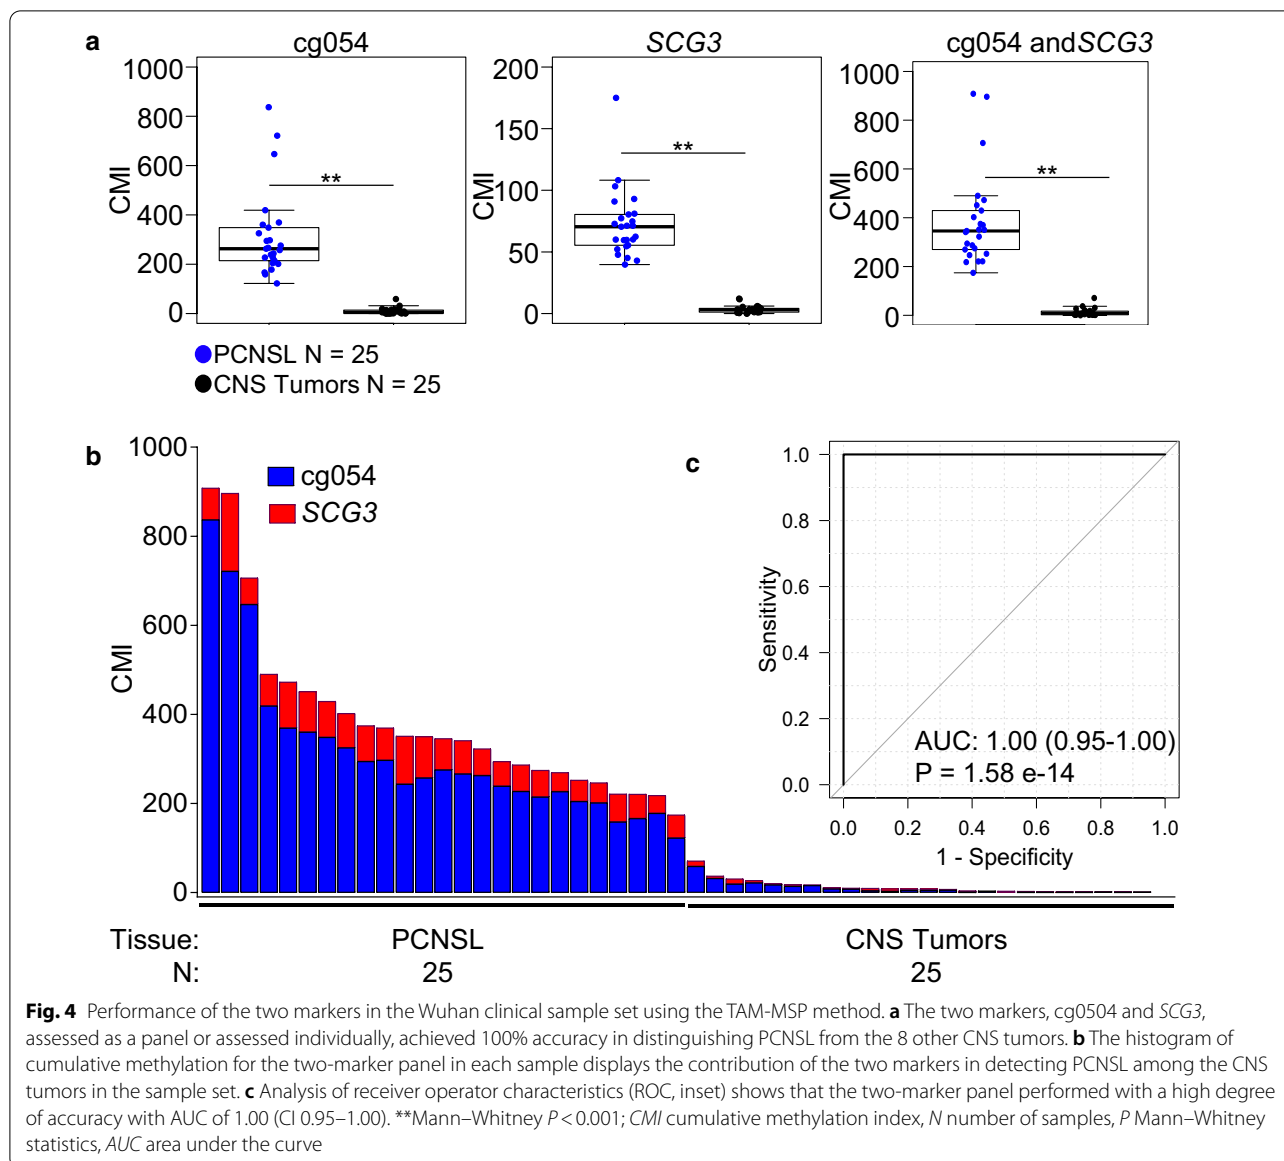 a
cg054
SCG3
cg054 andSCG3
1000
800
600
400
200
0
CMI
**
200
150
100
50
0
CMI
**
1000
800
600
400
200
0
CMI
**
PCNSL N = 25
CNS Tumors N = 25
b
1000
800
600
400
200
0
CMI
cg054
SCG3
c
1.0
0.8
0.6
0.4
0.2
0.0
Sensitivity
AUC: 1.00 (0.95-1.00)
P = 1.58 e-14
0.0 0.2 0.4 0.6 0.8 1.0
1 - Specificity
Tissue: PCNSL CNS Tumors
N: 25 25
Fig. 4 Performance of the two markers in the Wuhan clinical sample set using the TAM-MSP method. a The two markers, cg0504 and SCG3,
assessed as a panel or assessed individually, achieved 100% accuracy in distinguishing PCNSL from the 8 other CNS tumors. b The histogram of
cumulative methylation for the two-marker panel in each sample displays the contribution of the two markers in detecting PCNSL among the CNS
tumors in the sample set. c Analysis of receiver operator characteristics (ROC, inset) shows that the two-marker panel performed with a high degree
of accuracy with AUC of 1.00 (CI 0.95–1.00). **Mann–Whitney P < 0.001; CMI cumulative methylation index, N number of samples, P Mann–Whitney
statistics, AUC area under the curve